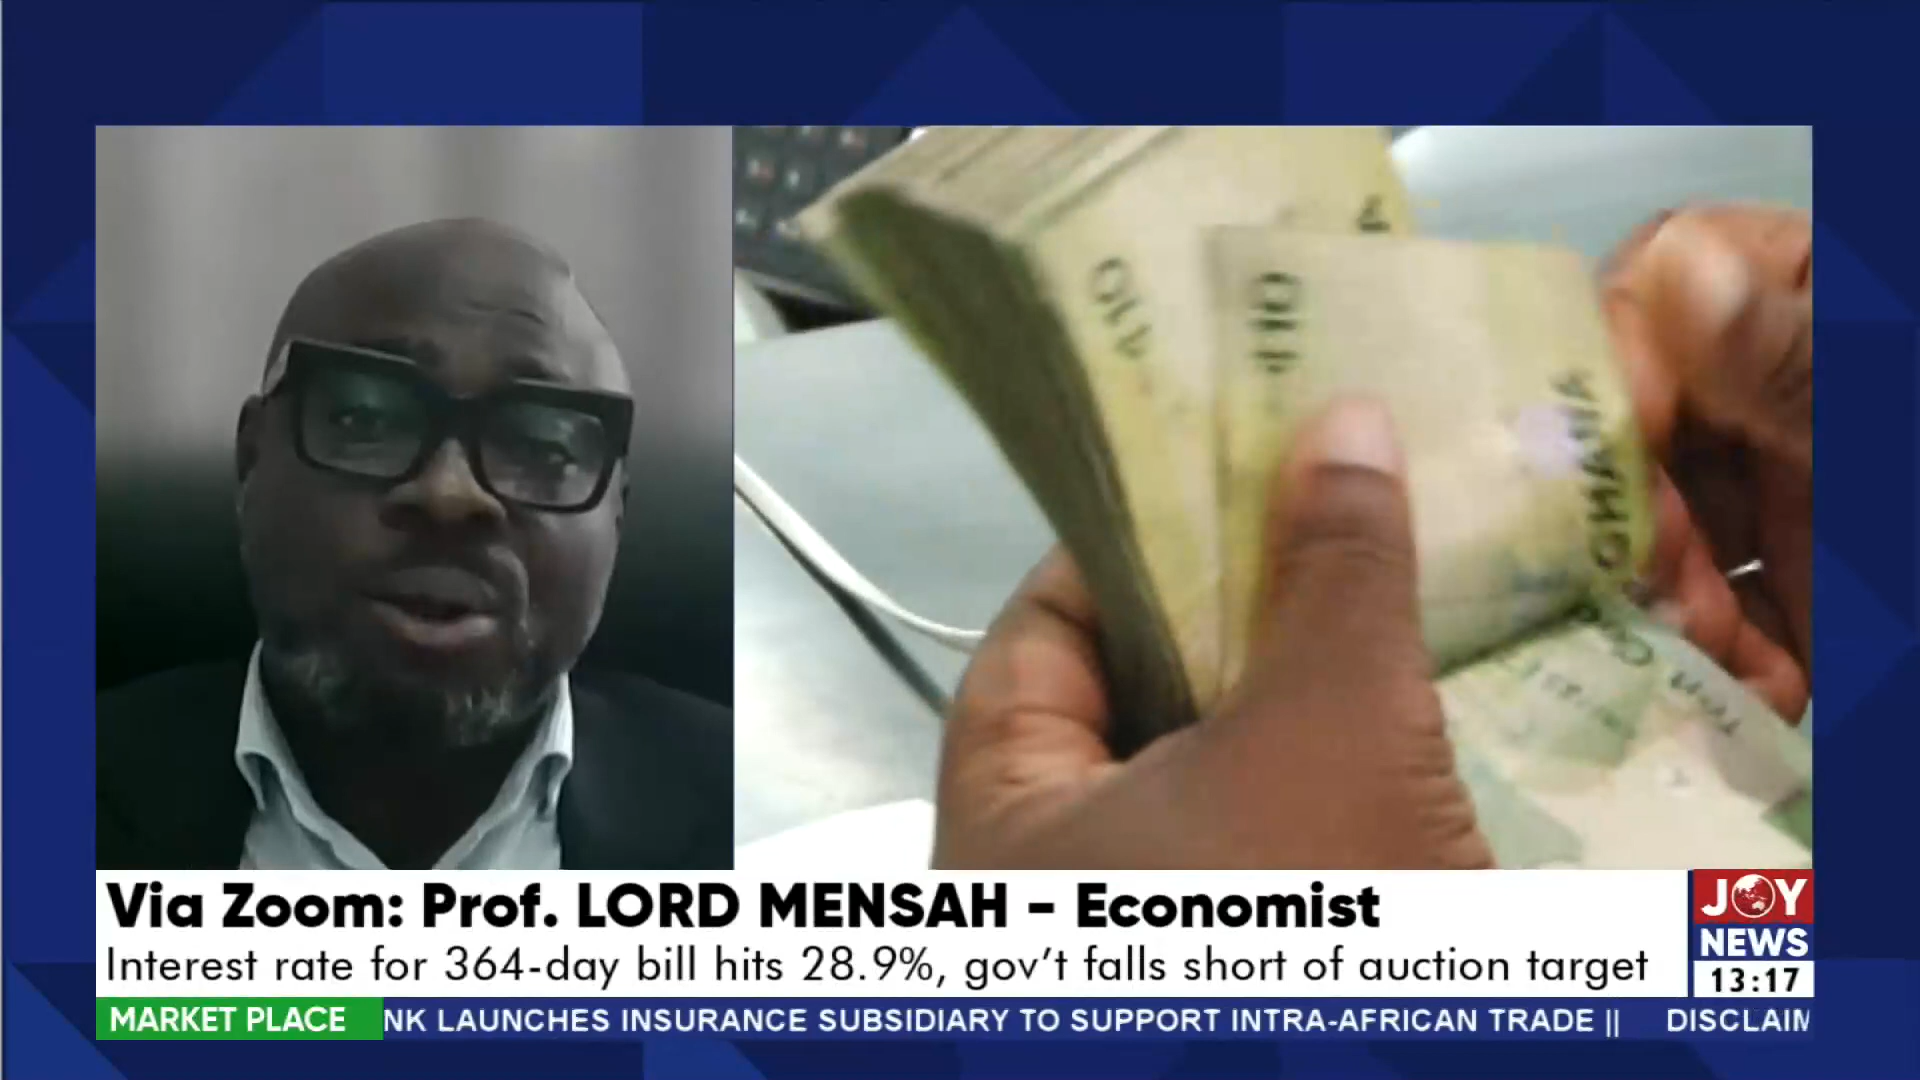 GHANA
Via Zoom: Prof. LORD MENSAH - Economist
Interest rate for 364-day bill hits 28.9%, gov't falls short of auction target
JOY
NEWS
13:17
MARKET PLACE
NK LAUNCHES INSURANCE SUBSIDIARY TO SUPPORT INTRA-AFRICAN TRADE || DISCLAIM